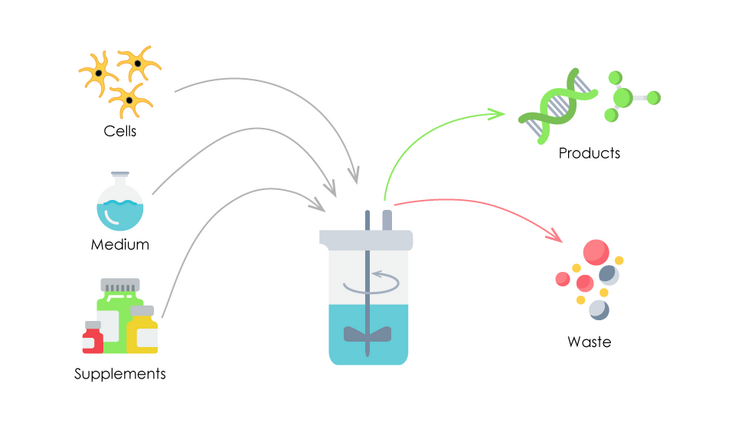 Cells
Medium
Supplements
Products
Waste